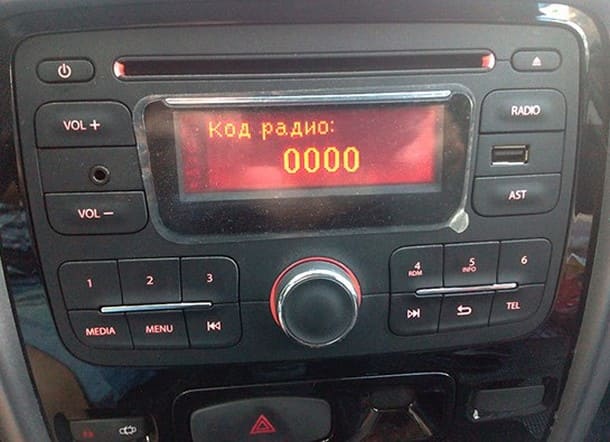 Код радио:
0000
VOL +
RADIO
VOL −
AST
1 2 3
4 RDM 5 INFO 6
MEDIA MENU
TEL